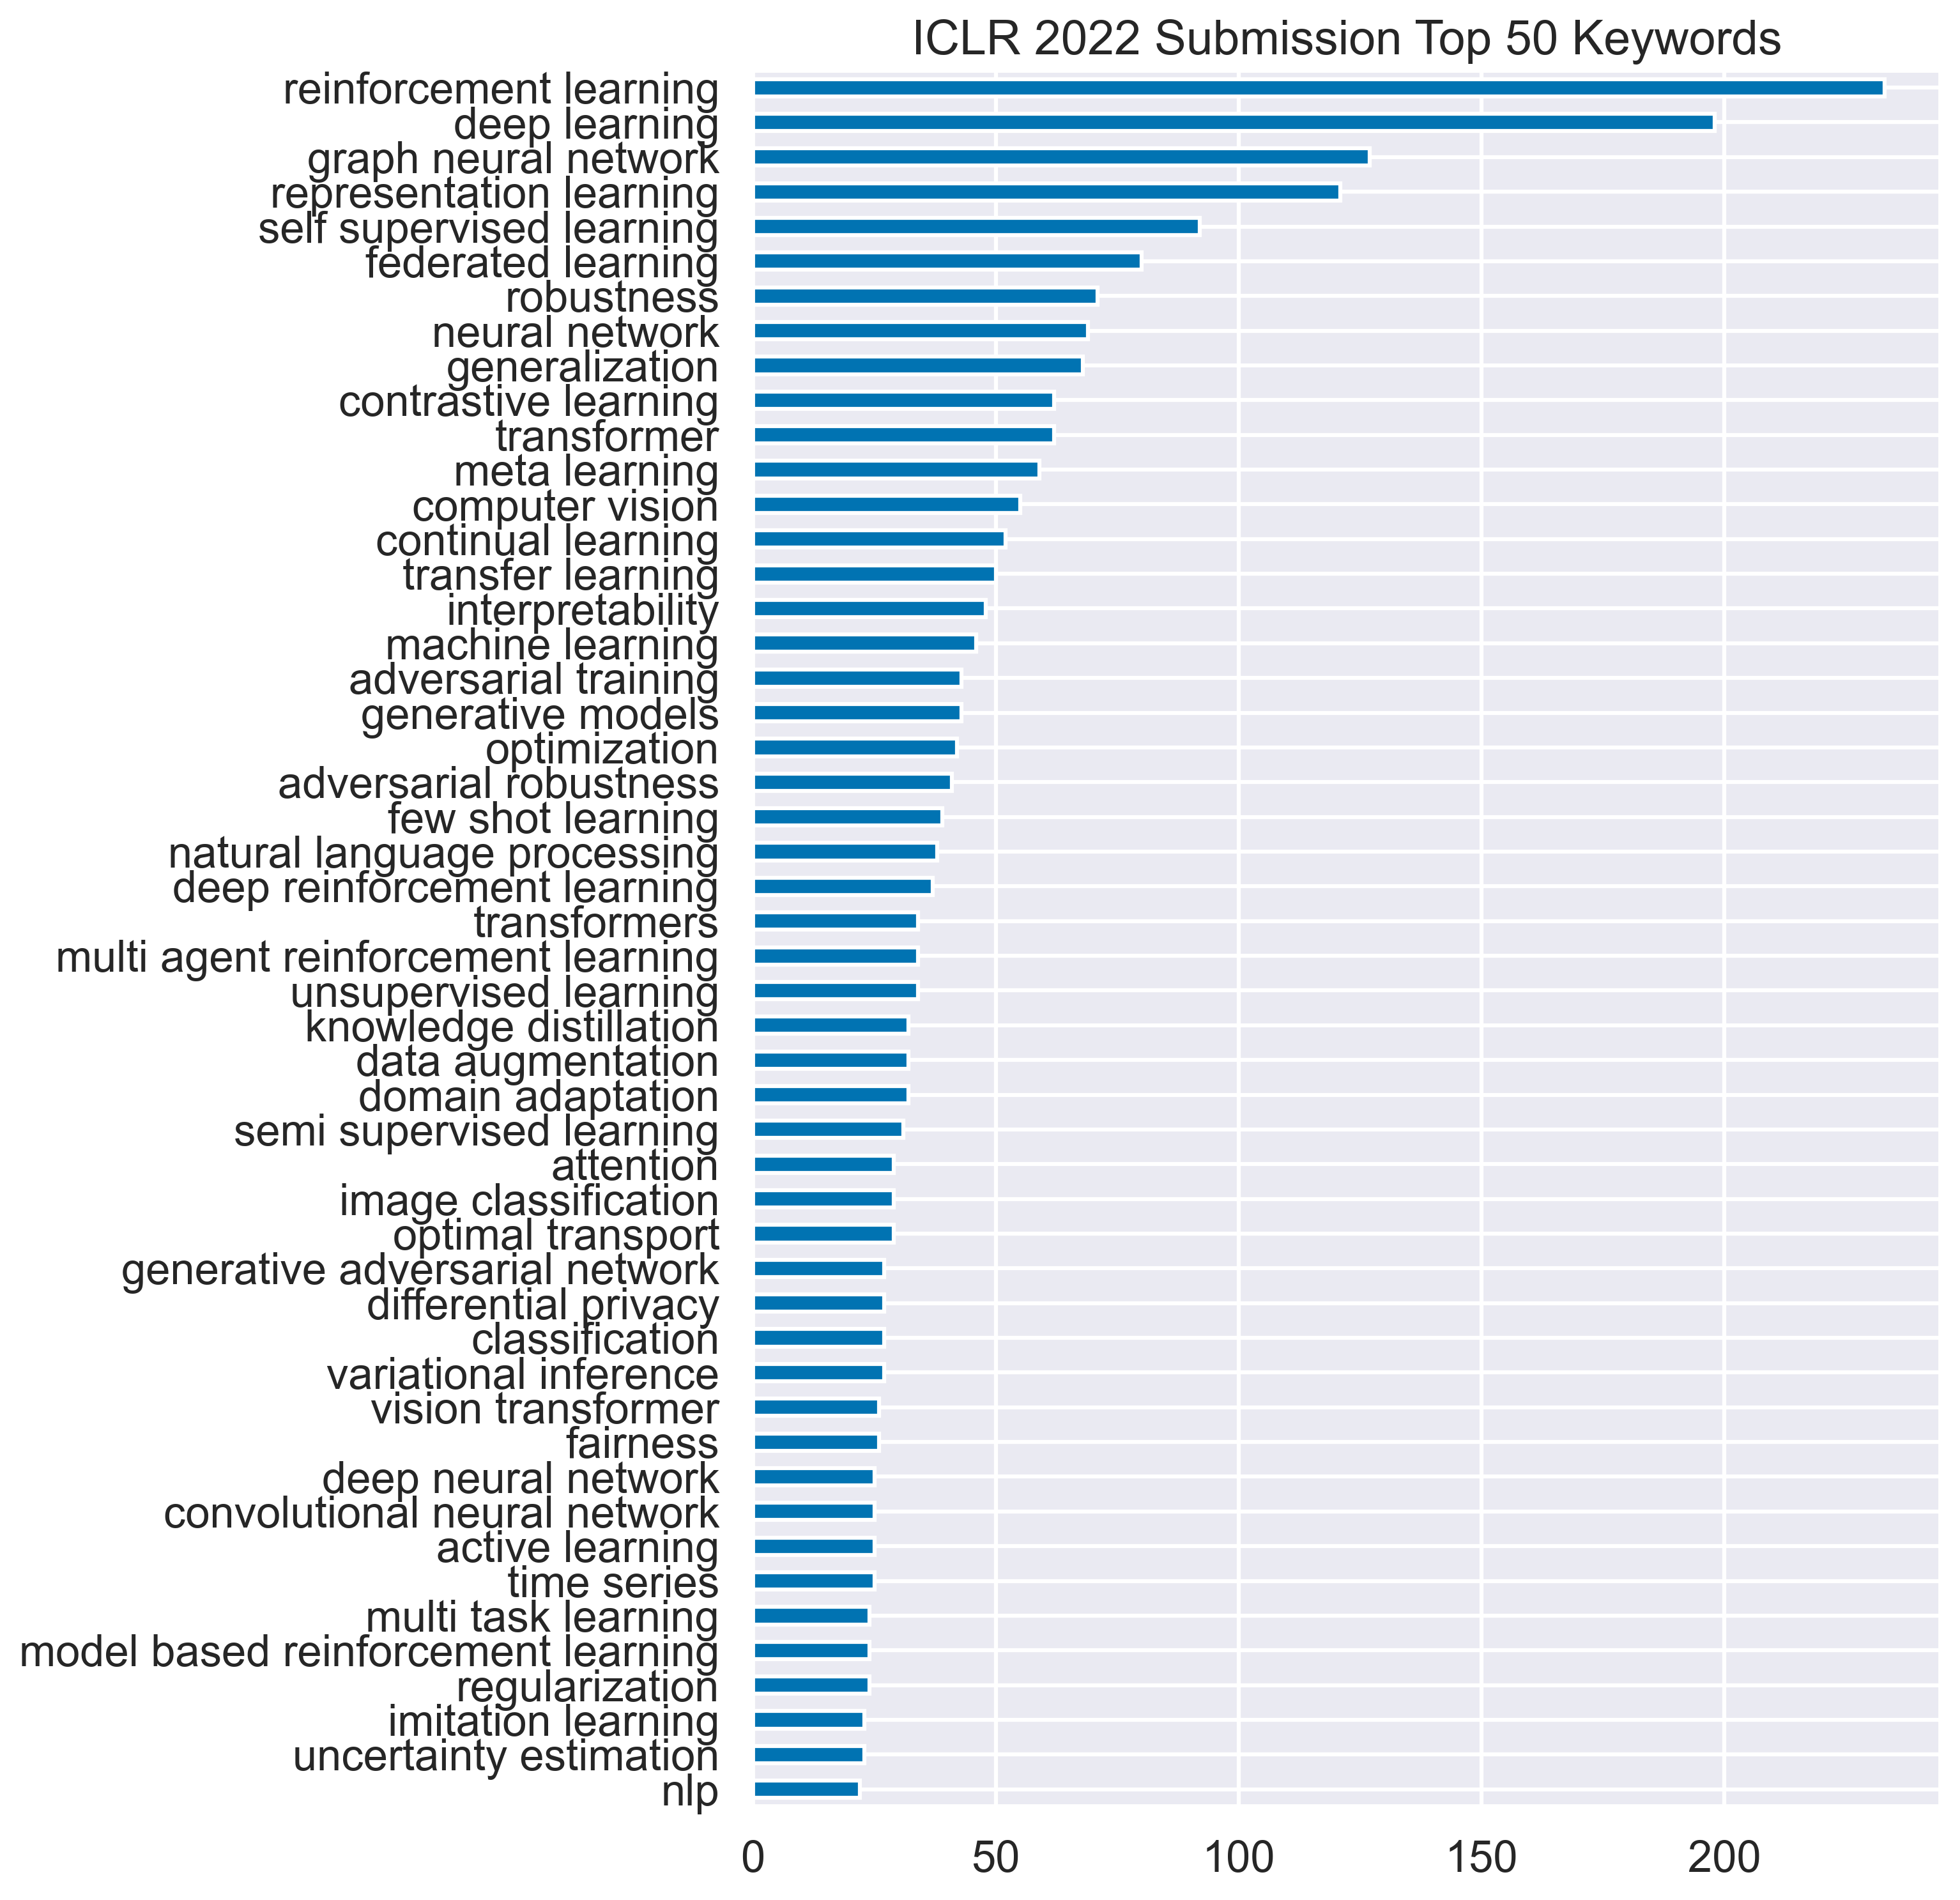 ICLR 2022 Submission Top 50 Keywords
reinforcement learning
deep learning
graph neural network
representation learning
self supervised learning
federated learning
robustness
neural network
generalization
contrastive learning
transformer
meta learning
computer vision
continual learning
transfer learning
interpretability
machine learning
adversarial training
generative models
optimization
adversarial robustness
few shot learning
natural language processing
deep reinforcement learning
transformers
multi agent reinforcement learning
unsupervised learning
knowledge distillation
data augmentation
domain adaptation
semi supervised learning
attention
image classification
optimal transport
generative adversarial network
differential privacy
classification
variational inference
vision transformer
fairness
deep neural network
convolutional neural network
active learning
time series
multi task learning
model based reinforcement learning
regularization
imitation learning
uncertainty estimation
nlp
0 50 100 150 200